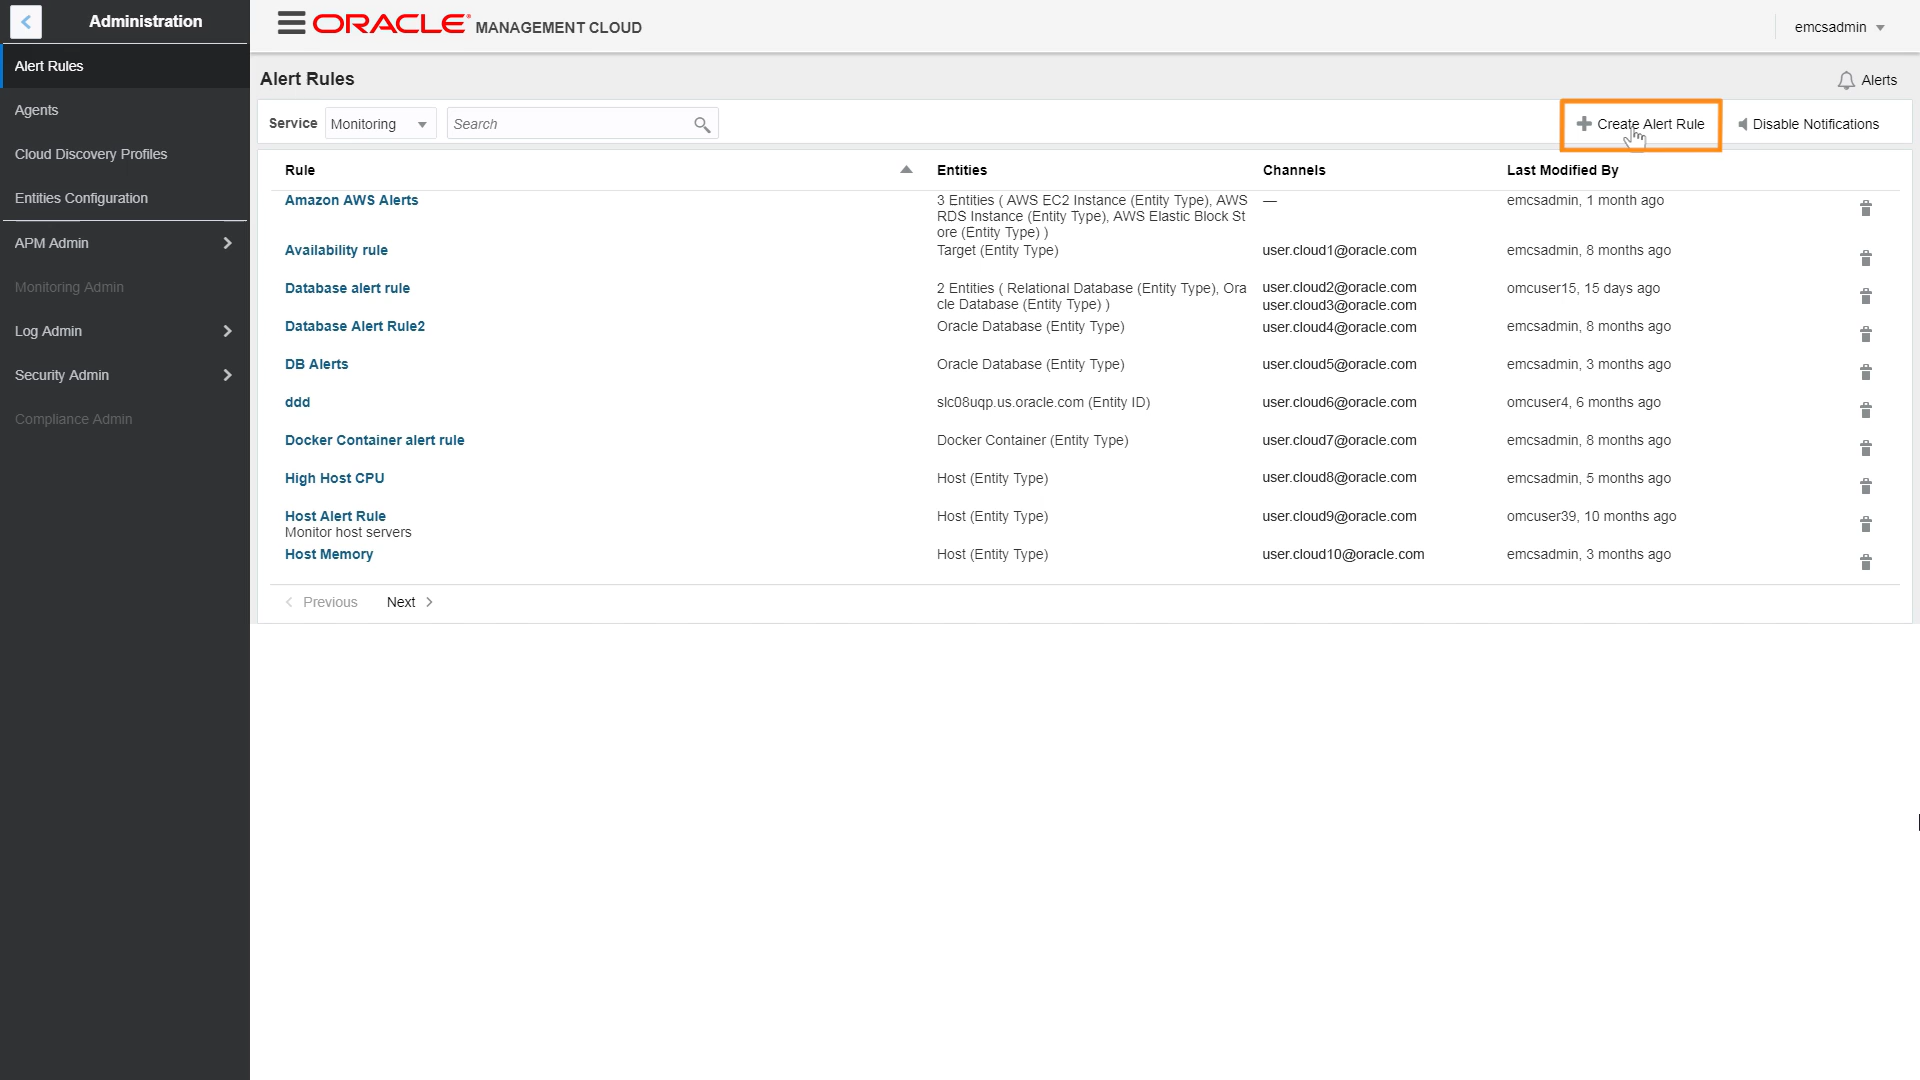 Administration
Alert Rules
Agents
Cloud Discovery Profiles
Entities Configuration
APM Admin
Monitoring Admin
Log Admin
Security Admin
Compliance Admin
ORACLE MANAGEMENT CLOUD
emcsadmin
Alert Rules
Alerts
Service Monitoring Search
Create Alert Rule
Disable Notifications
Rule Entities Channels Last Modified By
Amazon AWS Alerts 3 Entities ( AWS EC2 Instance (Entity Type), AWS — emcsadmin, 1 month ago
RDS Instance (Entity Type), AWS Elastic Block St
ore (Entity Type) )
Availability rule Target (Entity Type) user.cloud1@oracle.com emcsadmin, 8 months ago
Database alert rule 2 Entities ( Relational Database (Entity Type), Ora user.cloud2@oracle.com omcuser15, 15 days ago
cle Database (Entity Type) ) user.cloud3@oracle.com
Database Alert Rule2 Oracle Database (Entity Type) user.cloud4@oracle.com emcsadmin, 8 months ago
DB Alerts Oracle Database (Entity Type) user.cloud5@oracle.com emcsadmin, 3 months ago
ddd slc08uqp.us.oracle.com (Entity ID) user.cloud6@oracle.com omcuser4, 6 months ago
Docker Container alert rule Docker Container (Entity Type) user.cloud7@oracle.com emcsadmin, 8 months ago
High Host CPU Host (Entity Type) user.cloud8@oracle.com emcsadmin, 5 months ago
Host Alert Rule Host (Entity Type) user.cloud9@oracle.com omcuser39, 10 months ago
Monitor host servers
Host Memory Host (Entity Type) user.cloud10@oracle.com emcsadmin, 3 months ago
Previous Next